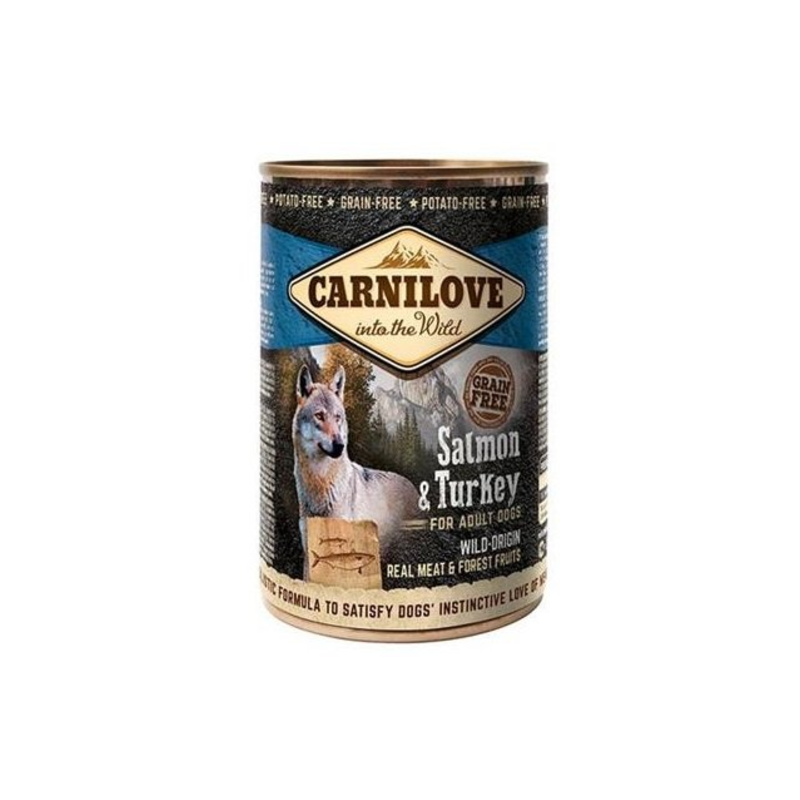 ★ POTATO-FREE ★ GRAIN-FREE ★ POTATO-FREE ★ GRAIN-FREE ★
CARNILOVE
into the Wild
GRAIN
FREE
Salmon
& Turkey
FOR ADULT DOGS
WILD-ORIGIN
REAL MEAT & FOREST FRUITS
FORMULA TO SATISFY DOGS' INSTINCTIVE LOVE OF